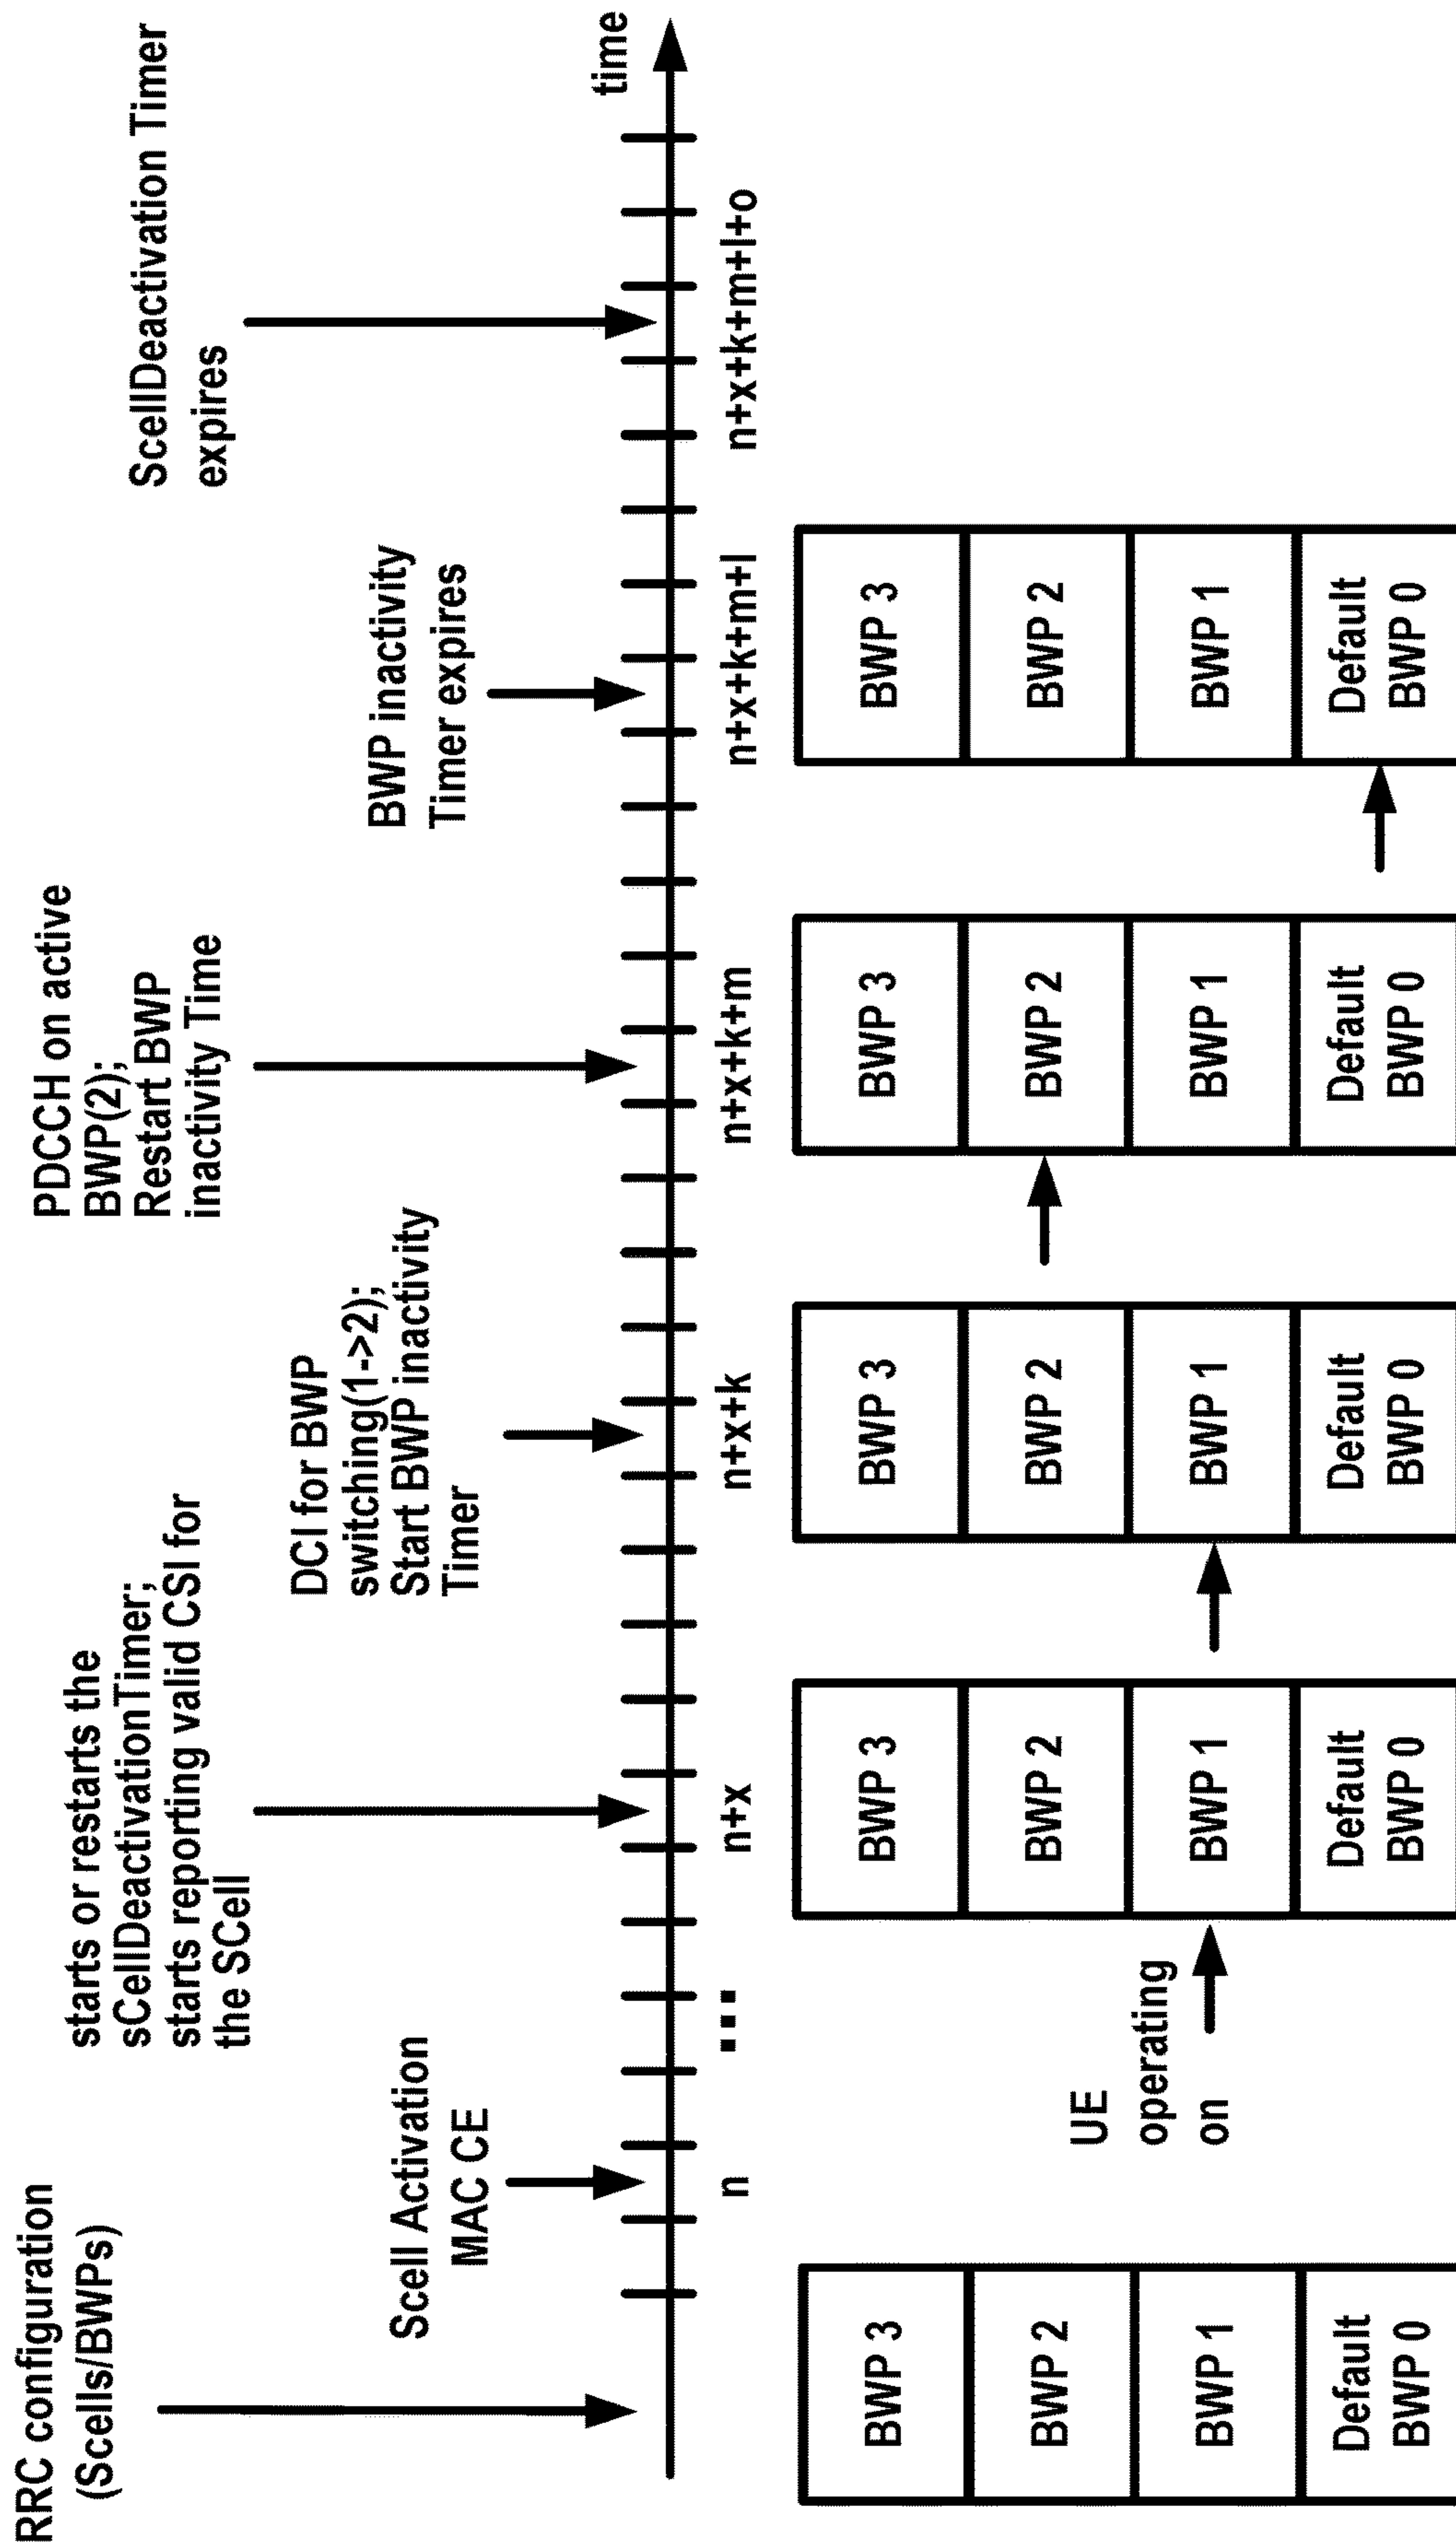 RRC configuration
(Scells/BWPs)
Scell Activation
MAC CE
starts or restarts the
sCellDeactivationTimer;
starts reporting valid CSI for
the SCell
DCI for BWP
switching(1->2);
Start BWP inactivity
Timer
PDCCH on active
BWP(2);
Restart BWP
inactivity Time
BWP inactivity
Timer expires
ScellDeactivation Timer
expires
time
n
...
n+x
n+x+k
n+x+k+m
n+x+k+m+l
n+x+k+m+l+o
BWP 3
BWP 2
BWP 1
Default
BWP 0
UE
operating
on
BWP 3
BWP 2
BWP 1
Default
BWP 0
BWP 3
BWP 2
BWP 1
Default
BWP 0
BWP 3
BWP 2
BWP 1
Default
BWP 0
BWP 3
BWP 2
BWP 1
Default
BWP 0